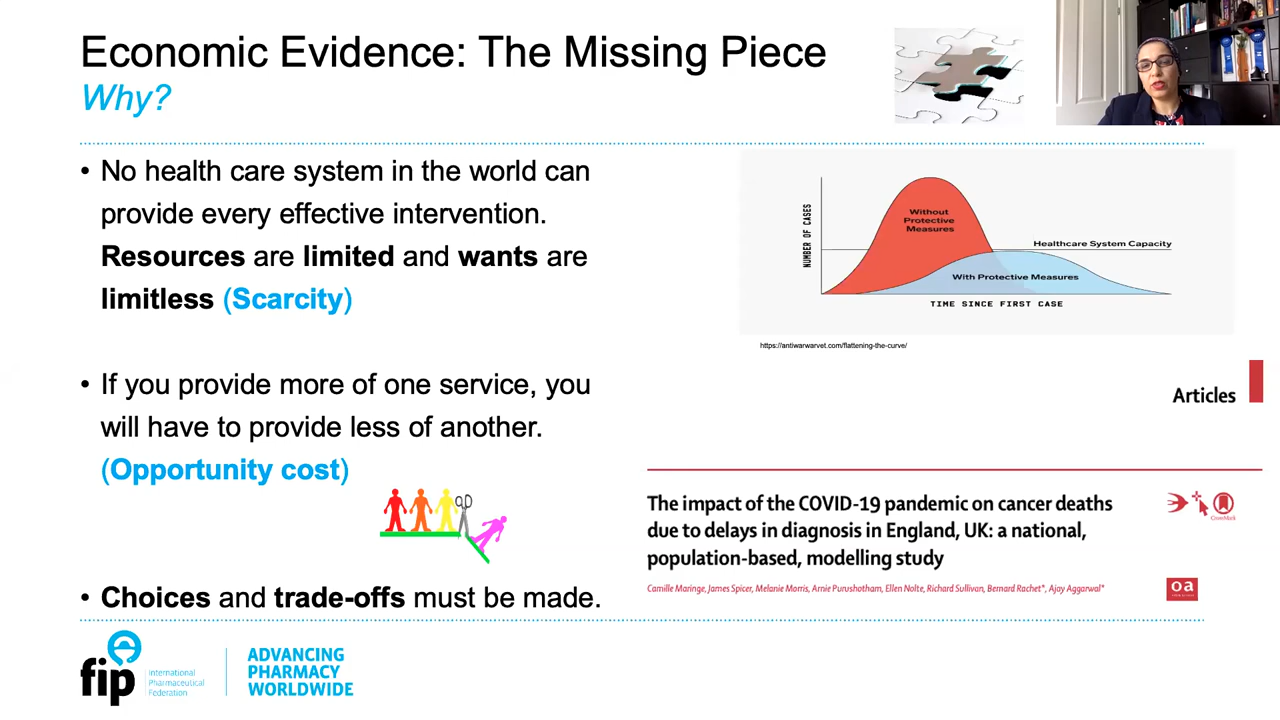 Economic Evidence: The Missing Piece
Why?
• No health care system in the world can
provide every effective intervention.
Resources are limited and wants are
limitless (Scarcity)
• If you provide more of one service, you
will have to provide less of another.
(Opportunity cost)
• Choices and trade-offs must be made.
NUMBER OF CASES
Without
Protective
Measures
Healthcare System Capacity
With Protective Measures
TIME SINCE FIRST CASE
https://antiwarwarvet.com/flattening-the-curve/
Articles
The impact of the COVID-19 pandemic on cancer deaths
due to delays in diagnosis in England, UK: a national,
population-based, modelling study
Camille Maringe, James Spicer, Melanie Morris, Arnie Purushotham, Ellen Nolte, Richard Sullivan, Bernard Rachet*, Ajay Aggarwal*
CrossMark
oa
fip
International
Pharmaceutical
Federation
ADVANCING
PHARMACY
WORLDWIDE